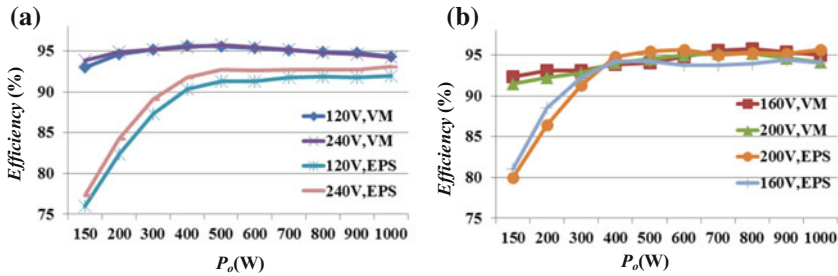 (a)
Efficiency (%)
95
90
85
80
75
120V,VM
240V,VM
120V,EPS
240V,EPS
150 200 300 400 500 600 700 800 900 1000
Po(W)
(b)
Efficiency (%)
95
90
85
80
75
160V,VM
200V,VM
200V,EPS
160V,EPS
150 200 300 400 500 600 700 800 900 1000
Po(W)